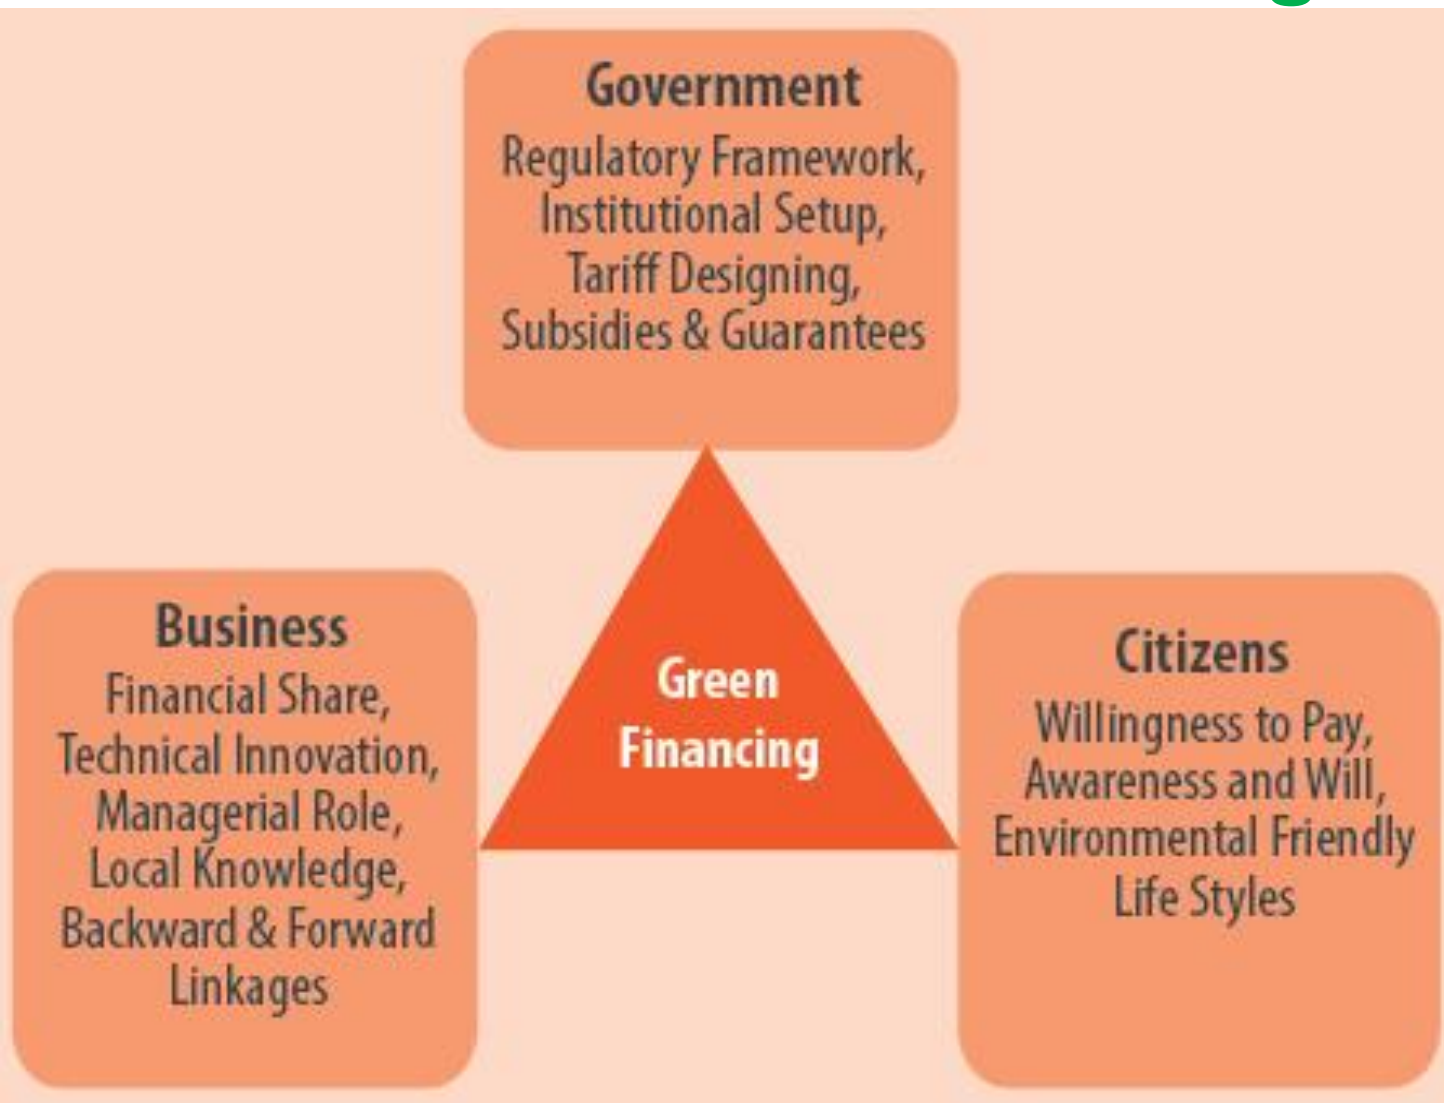 Government
Regulatory Framework,
Institutional Setup,
Tariff Designing,
Subsidies & Guarantees
Green
Financing
Business
Financial Share,
Technical Innovation,
Managerial Role,
Local Knowledge,
Backward & Forward
Linkages
Citizens
Willingness to Pay,
Awareness and Will,
Environmental Friendly
Life Styles